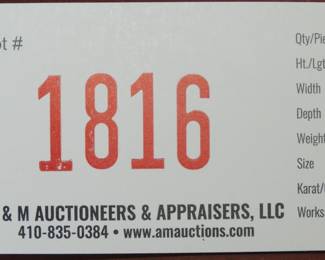 ot #
1816
& M AUCTIONEERS & APPRAISERS, LLC
410-835-0384 • www.amauctions.com
Qty/Pie
Ht./Lgt
Width
Depth
Weight
Size
Karat/
Works